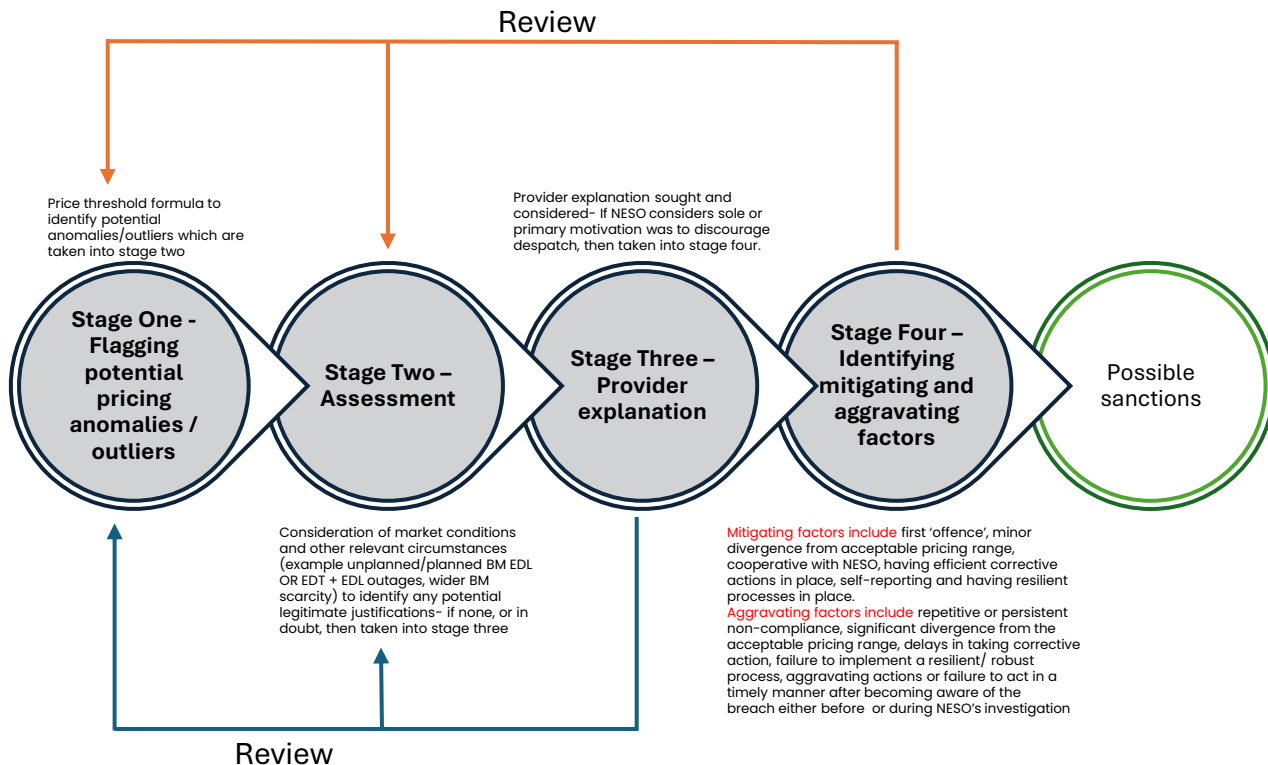 Review
Price threshold formula to
identify potential
anomalies/outliers which are
taken into stage two
Provider explanation sought and
considered- If NESO considers sole or
primary motivation was to discourage
despatch, then taken into stage four.
Stage One -
Flagging
potential
pricing
anomalies /
outliers
Stage Two –
Assessment
Stage Three –
Provider
explanation
Stage Four –
Identifying
mitigating and
aggravating
factors
Possible
sanctions
Consideration of market conditions
and other relevant circumstances
(example unplanned/planned BM EDL
OR EDT + EDL outages, wider BM
scarcity) to identify any potential
legitimate justifications- if none, or in
doubt, then taken into stage three
Mitigating factors include first ‘offence’, minor
divergence from acceptable pricing range,
cooperative with NESO, having efficient corrective
actions in place, self-reporting and having resilient
processes in place.
Aggravating factors include repetitive or persistent
non-compliance, significant divergence from the
acceptable pricing range, delays in taking corrective
action, failure to implement a resilient/ robust
process, aggravating actions or failure to act in a
timely manner after becoming aware of the
breach either before or during NESO’s investigation
Review